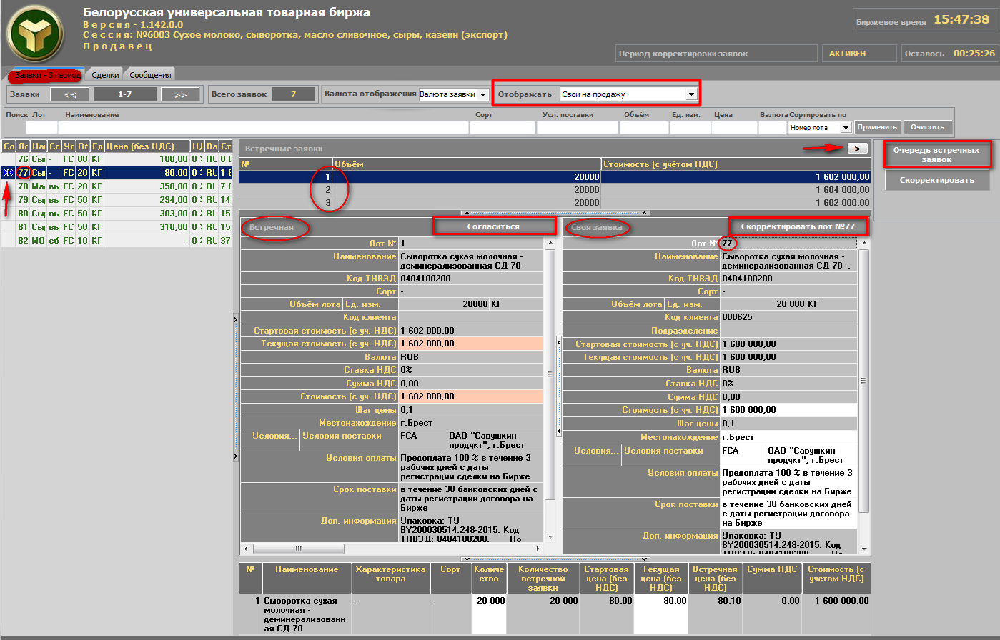 Белорусская универсальная товарная биржа
Версия - 1.142.0.0
Сессия: №6003 Сухое молоко, сыворотка, масло сливочное, сыры, казеин (экспорт)
Продавец
Биржевое время 15:47:38
Период корректировки заявок АКТИВЕН Осталось 00:25:26
Заявки - 3 период Сделки Сообщения
Заявки << 1-7 >> Всего заявок 7 Валюта отображения Валюта заявки Отображать Свои на продажу
Поиск Лот Наименование Сорт Усл. поставки Объём Ед. изм. Цена Валюта Сортировать по
Номер лота Применить Очистить
Со Ло На Со Ус Об Ед Цена (без НДС) НД Ва Ст
76 Сы - FC 80 КГ 100,00 0 RU 8 0
77 Сы - FC 20 КГ 80,00 0 RU 1 6
78 Ма вы FC 20 КГ 350,00 0 RU 7 0
79 Сы вы FC 50 КГ 294,00 0 RU 14
80 Сы вы FC 50 КГ 303,00 0 RU 15
81 Сы вы FC 50 КГ 310,00 0 RU 15
82 МО сб FC 10 КГ - 0 RU 37
Встречные заявки >
№ Объём Стоимость (с учётом НДС)
1 20000 1 602 000,00
2 20000 1 604 000,00
3 20000 1 602 000,00
Очередь встречных
заявок
Скорректировать
Встречная Согласиться
Лот № 1
Наименование Сыворотка сухая молочная -
деминерализованная СД-70 -
Код ТНВЭД 0404100200
Сорт -
Объём лота Ед. изм. 20000 КГ
Код клиента
Стартовая стоимость (с уч. НДС) 1 602 000,00
Текущая стоимость (с уч. НДС) 1 602 000,00
Валюта RUB
Ставка НДС 0%
Сумма НДС 0,00
Стоимость (с уч. НДС) 1 602 000,00
Шаг цены 0,1
Местонахождение г.Брест
Условия... Условия поставки FCA ОАО "Савушкин
продукт", г.Брест
Условия оплаты Предоплата 100 % в течение 3
рабочих дней с даты
регистрации сделки на Бирже
Срок поставки в течение 30 банковских дней с
даты регистрации договора на
Бирже
Доп. информация Упаковка: ТУ
BY200030514.248-2015. Код
ТНВЭД: 0404100200. По
Своя заявка Скорректировать лот №77
Лот № 77
Наименование Сыворотка сухая молочная -
деминерализованная СД-70 -.
Код ТНВЭД 0404100200
Сорт -
Объём лота Ед. изм. 20 000 КГ
Код клиента 000625
Подразделение
Стартовая стоимость (с уч. НДС) 1 600 000,00
Текущая стоимость (с уч. НДС) 1 600 000,00
Валюта RUB
Ставка НДС 0%
Сумма НДС 0,00
Стоимость (с уч. НДС) 1 600 000,00
Шаг цены 0,1
Местонахождение г.Брест
Условия... Условия поставки FCA ОАО "Савушкин
продукт", г.Брест
Условия оплаты Предоплата 100 % в течение 3
рабочих дней с даты
регистрации сделки на Бирже
Срок поставки в течение 30 банковских дней
с даты регистрации договора
на Бирже
Доп. информация Упаковка: ТУ
BY200030514.248-2015. Код
ТНВЭД: 0404100200. По
№ Наименование Характеристика Сорт Количе Количество Стартовая Текущая Встречная Сумма НДС Стоимость (с
товара ство встречной цена (без цена (без цена (без учётом НДС)
заявки НДС) НДС) НДС)
1 Сыворотка сухая - - 20 000 20 000 80,00 80,00 80,10 0,00 1 600 000,00
молочная -
деминерализованн
ая СД-70